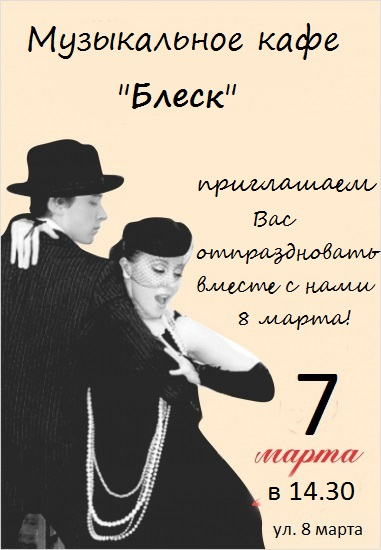 Музыкальное кафе
"Блеск"
приглашаем
Вас
отпраздновать
вместе с нами
8 марта!
7
марта
в 14.30
ул. 8 марта